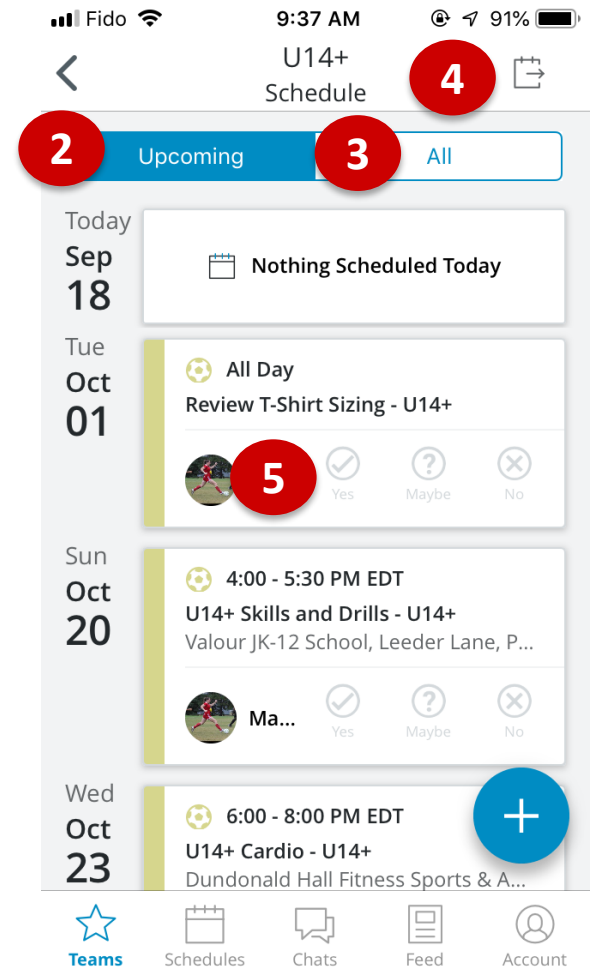 Fido 9:37 AM 91%
U14+
Schedule
4
2 Upcoming 3 All
Today
Sep
18
Nothing Scheduled Today
Tue
Oct
01
All Day
Review T-Shirt Sizing - U14+
5
Yes Maybe No
Sun
Oct
20
4:00 - 5:30 PM EDT
U14+ Skills and Drills - U14+
Valour JK-12 School, Leeder Lane, P...
Ma...
Yes Maybe No
Wed
Oct
23
6:00 - 8:00 PM EDT
U14+ Cardio - U14+
Dundonald Hall Fitness Sports & A...
+
Teams Schedules Chats Feed Account